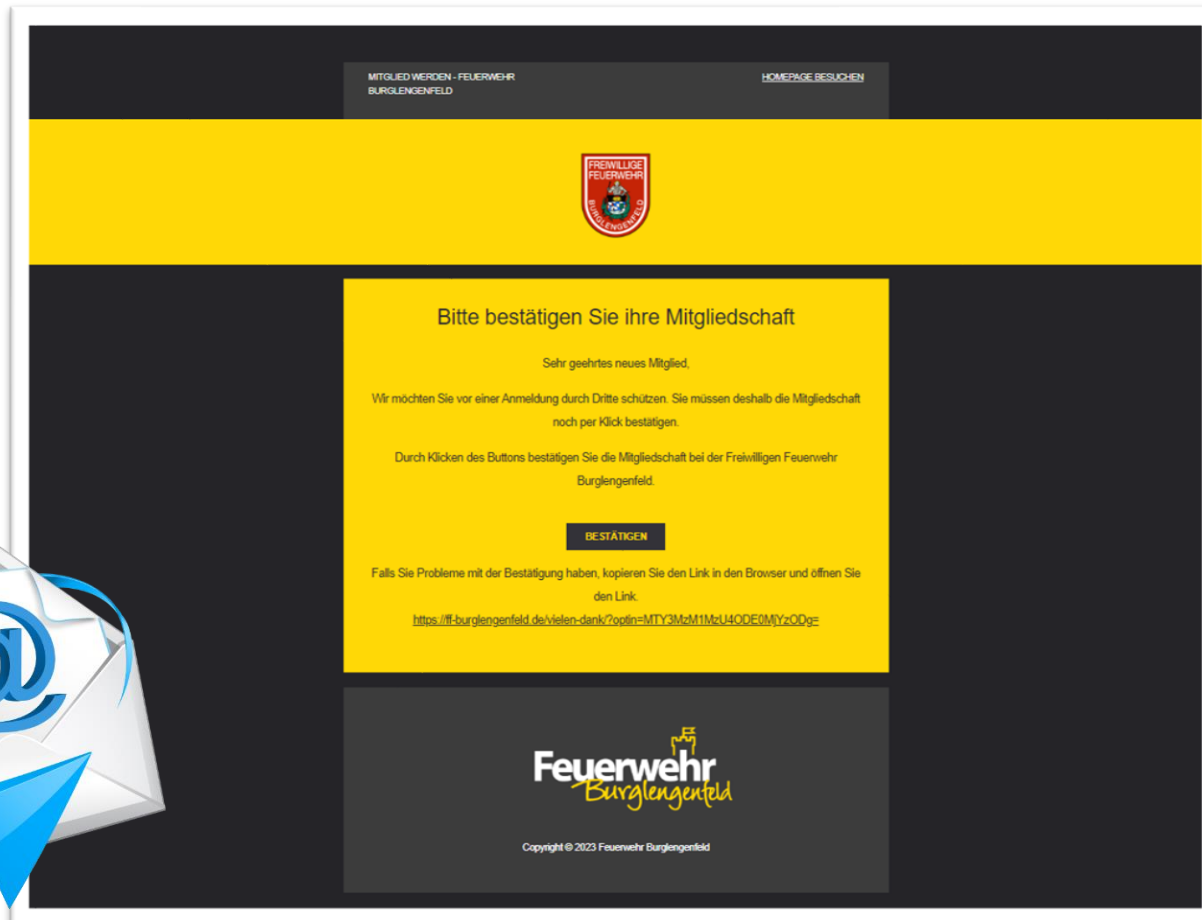 MITGLIED WERDEN - FEUERWEHR
BURGLENGENFELD
HOMEPAGE BESUCHEN
FREIWILLIGE
FEUERWEHR
BURGLENGENFELD
Bitte bestätigen Sie ihre Mitgliedschaft
Sehr geehrtes neues Mitglied,
Wir möchten Sie vor einer Anmeldung durch Dritte schützen. Sie müssen deshalb die Mitgliedschaft
noch per Klick bestätigen.
Durch Klicken des Buttons bestätigen Sie die Mitgliedschaft bei der Freiwilligen Feuerwehr
Burglengenfeld.
BESTÄTIGEN
Falls Sie Probleme mit der Bestätigung haben, kopieren Sie den Link in den Browser und öffnen Sie
den Link.
https://ff-burglengenfeld.de/vielen-dank/?optin=MTY3MzM1MzU4ODE0MjYzODg=
@
Feuerwehr
Burglengenfeld
Copyright © 2023 Feuerwehr Burglengenfeld